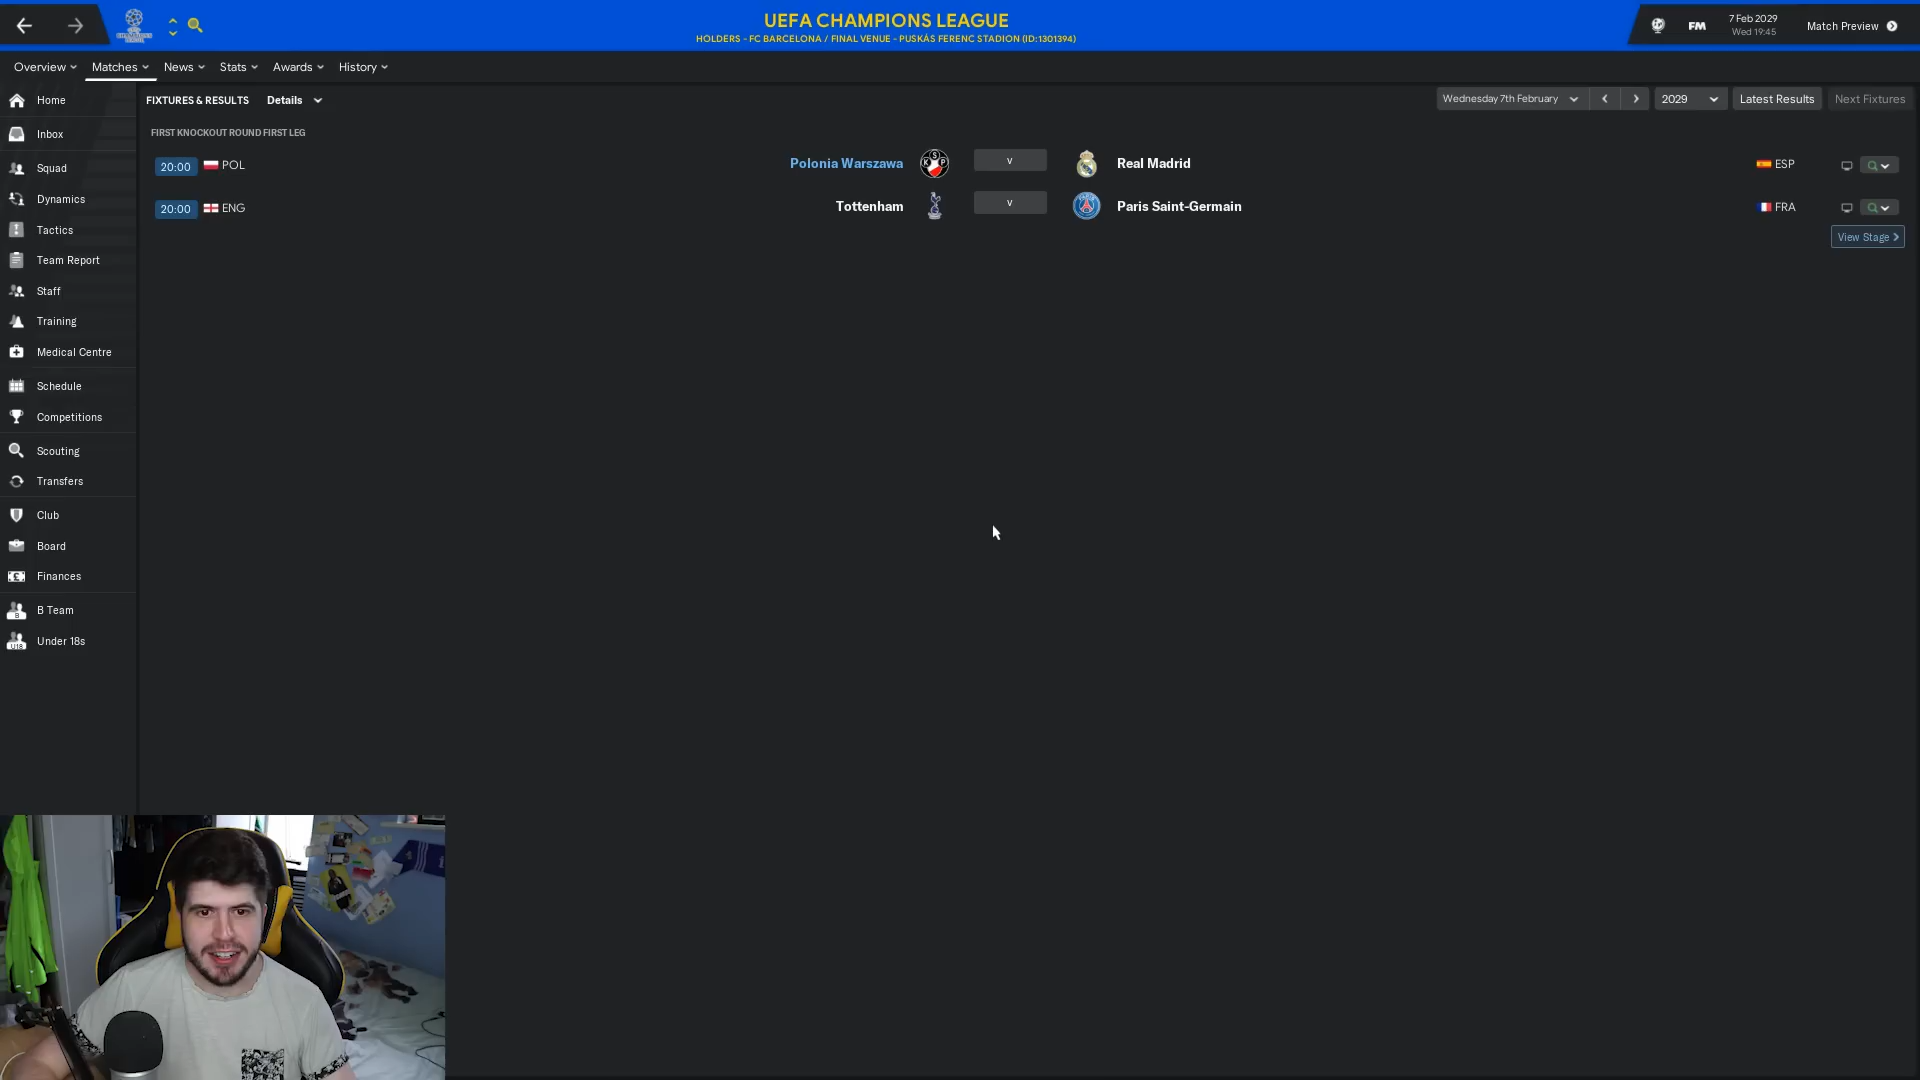 UEFA CHAMPIONS LEAGUE
HOLDERS - FC BARCELONA / FINAL VENUE - PUSKÁS FERENC STADION (ID:1301394)
FM
7 Feb 2029
Wed 19:45
Match Preview
Overview
Matches
News
Stats
Awards
History
Home
Inbox
Squad
Dynamics
Tactics
Team Report
Staff
Training
Medical Centre
Schedule
Competitions
Scouting
Transfers
Club
Board
Finances
B Team
Under 18s
FIXTURES & RESULTS
Details
Wednesday 7th February
2029
Latest Results
Next Fixtures
FIRST KNOCKOUT ROUND FIRST LEG
20:00 POL Polonia Warszawa v Real Madrid ESP
20:00 ENG Tottenham v Paris Saint-Germain FRA
View Stage